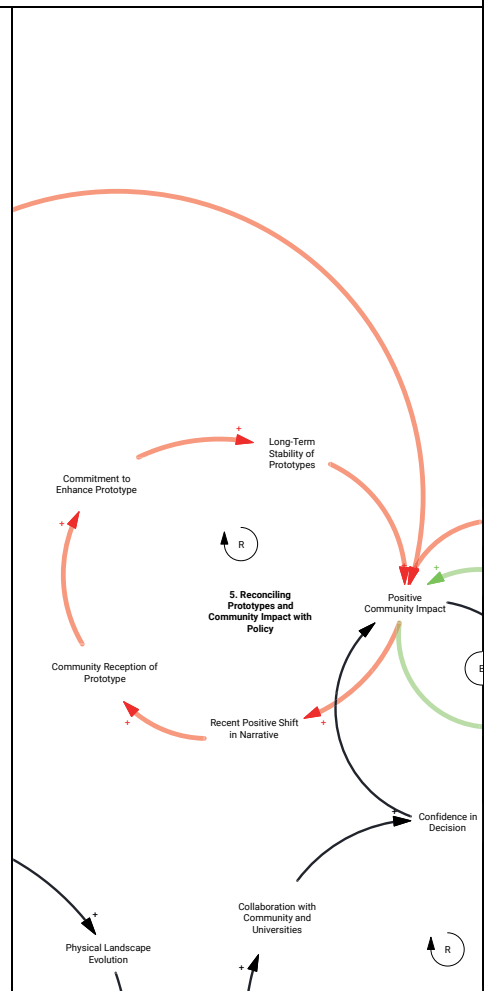 +
Long-Term
Stability of
Prototypes
Commitment to
Enhance Prototype
+
R
+
+
5. Reconciling
Prototypes and
Community Impact with
Policy
Positive
Community Impact
Community Reception of
Prototype
+
Recent Positive Shift
in Narrative
+
+
Confidence in
Decision
Collaboration with
Community and
Universities
+
Physical Landscape
Evolution
+
R